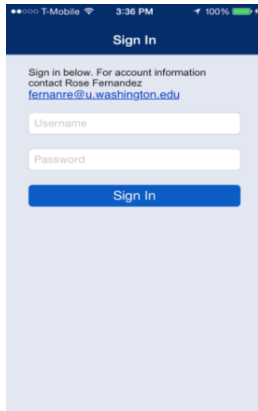 T-Mobile 3:36 PM 100%
Sign In
Sign in below. For account information
contact Rose Fernandez
fernanre@u.washington.edu
Username
Password
Sign In